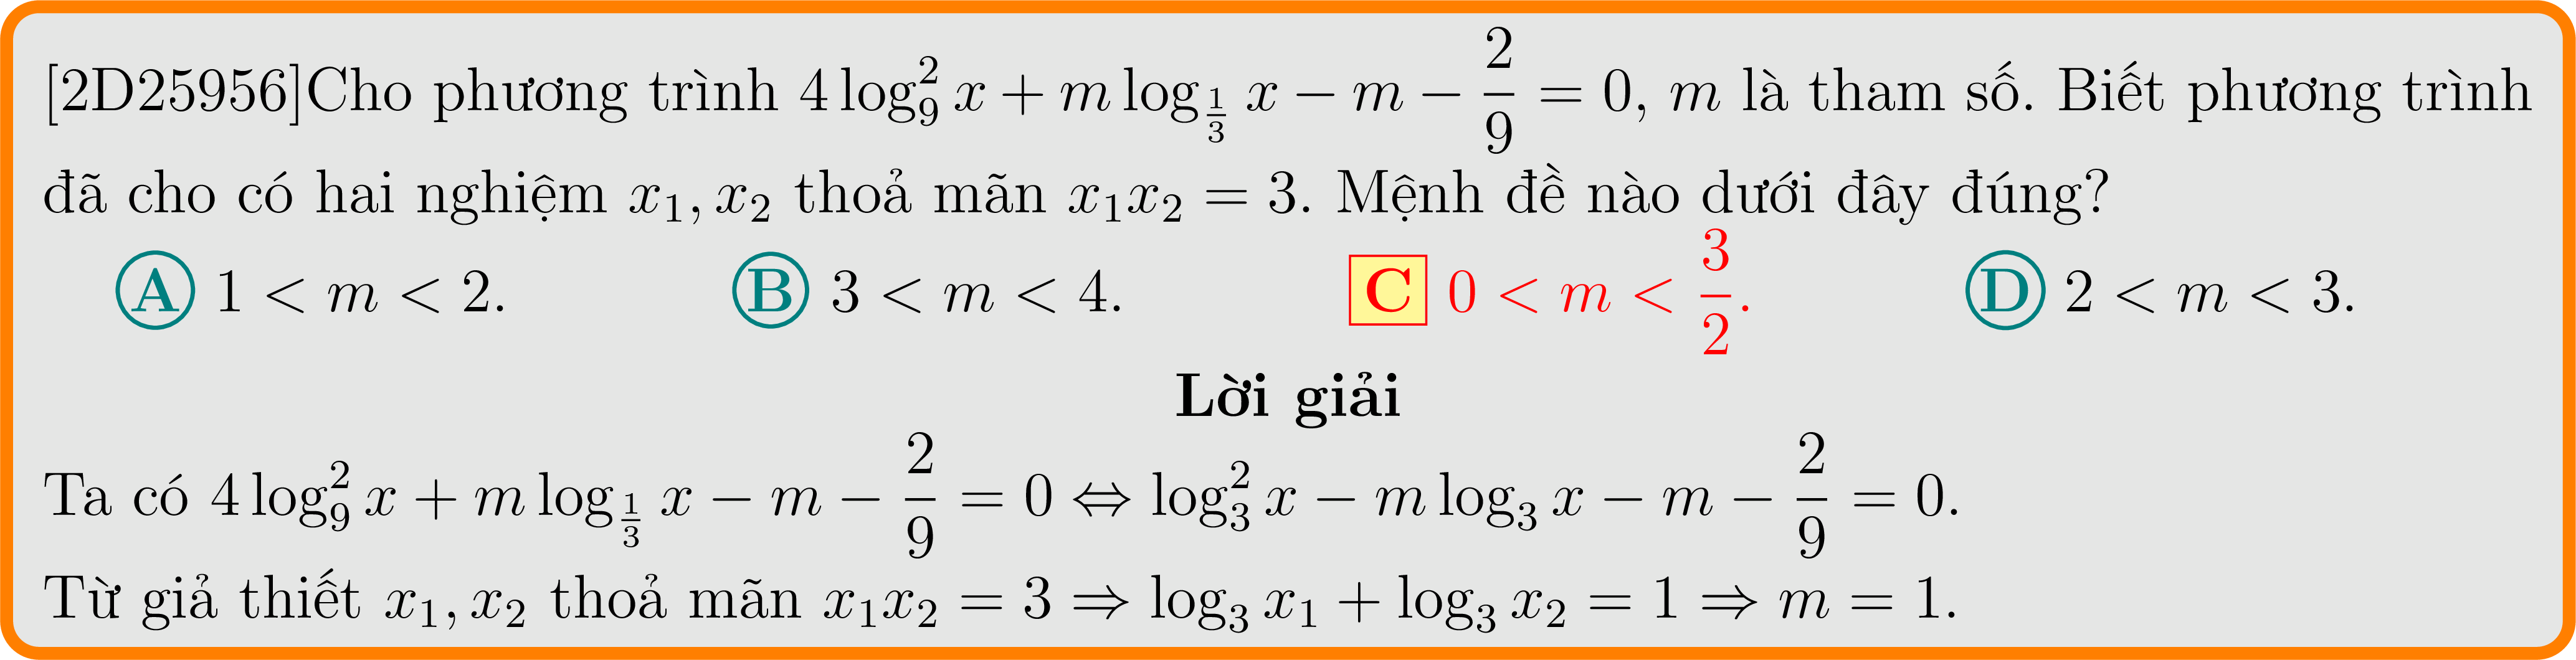 [2D25956]Cho phương trình $4\log_9^2 x + m\log_{\frac{1}{3}} x - m - \dfrac{2}{9} = 0$, $m$ là tham số. Biết phương trình
đã cho có hai nghiệm $x_1, x_2$ thoả mãn $x_1x_2 = 3$. Mệnh đề nào dưới đây đúng?
A $1 < m < 2$. B $3 < m < 4$. C $0 < m < \dfrac{3}{2}$. D $2 < m < 3$.
Lời giải
Ta có $4\log_9^2 x + m\log_{\frac{1}{3}} x - m - \dfrac{2}{9} = 0 \Leftrightarrow \log_3^2 x - m\log_3 x - m - \dfrac{2}{9} = 0$.
Từ giả thiết $x_1, x_2$ thoả mãn $x_1x_2 = 3 \Rightarrow \log_3 x_1 + \log_3 x_2 = 1 \Rightarrow m = 1$.